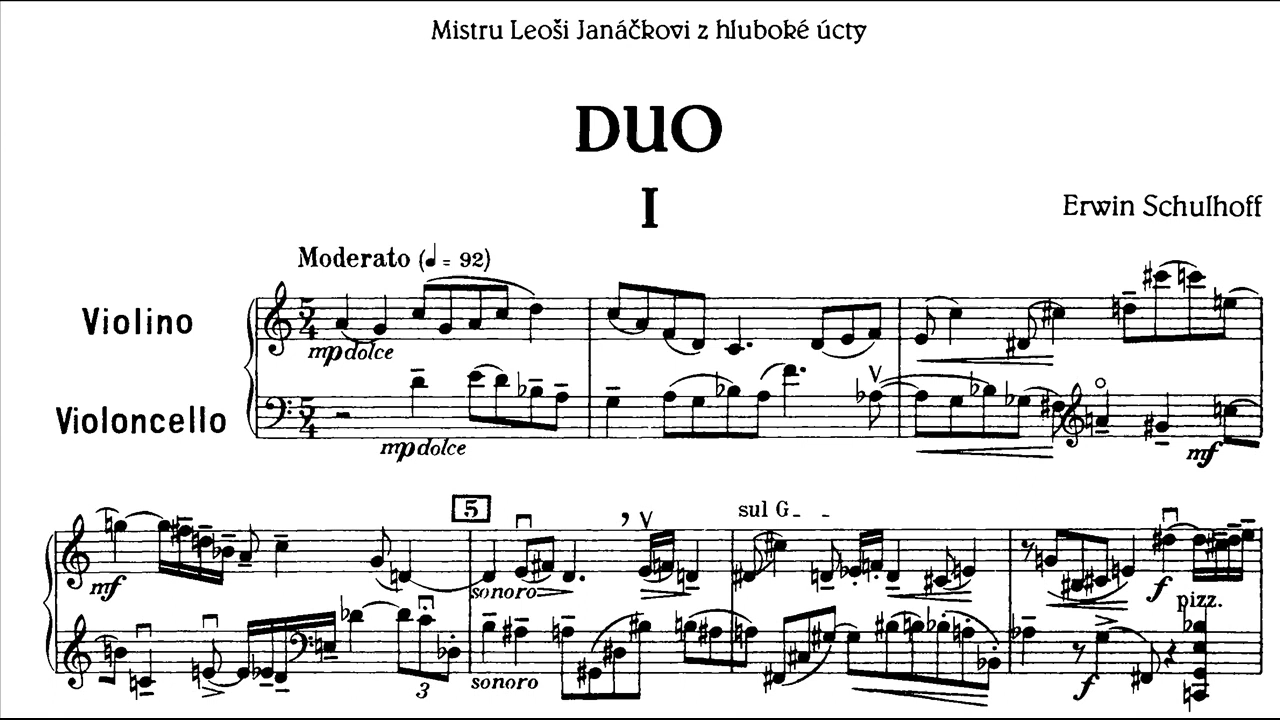 Mistru Leoši Janáčkovi z hluboké úcty
DUO
I
Erwin Schulhoff
Moderato (♩ = 92)
Violino
mp dolce
Violoncello
mp dolce
mf
5
sul G
mf
sonoro
f
pizz.
3
sonoro
f